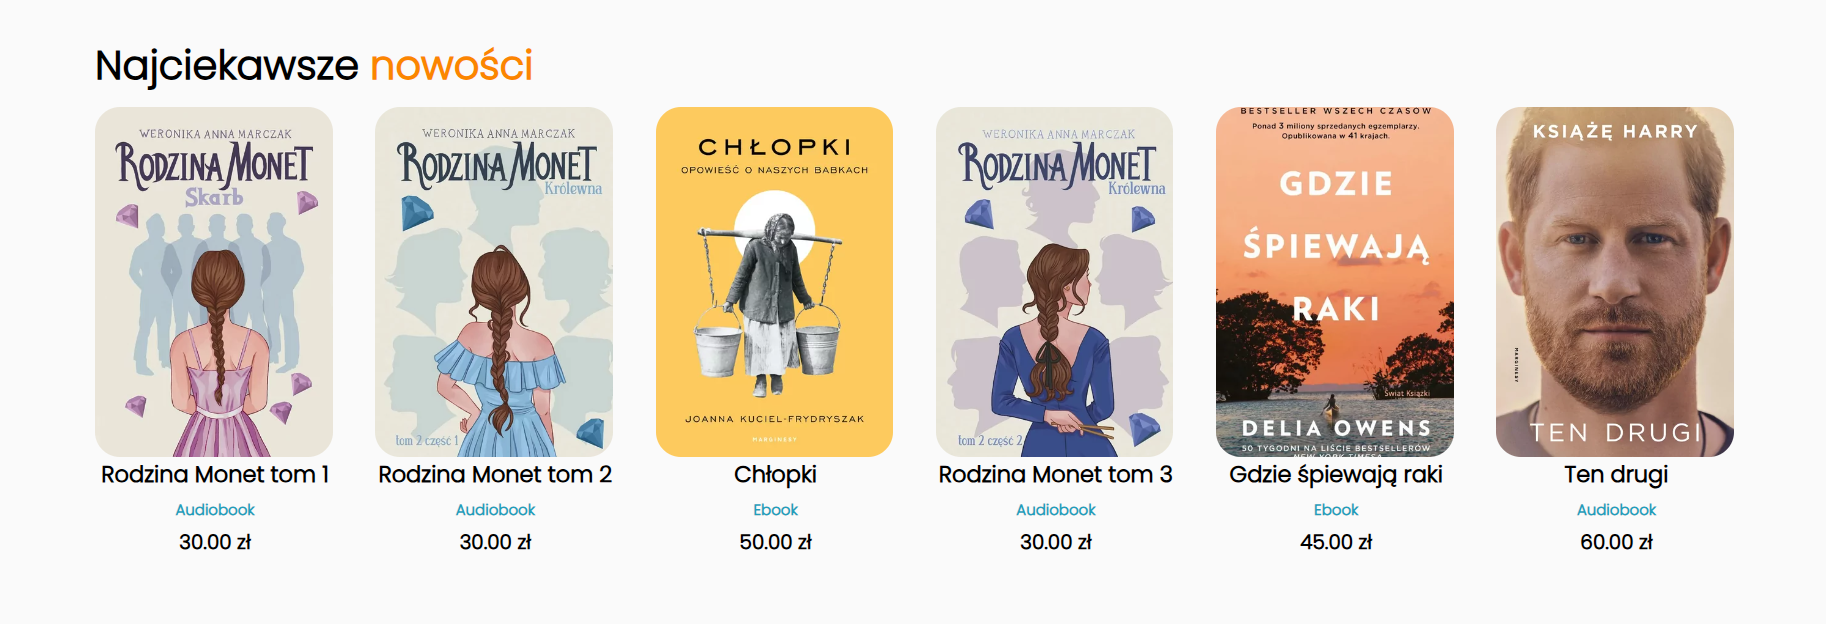 Najciekawsze nowości
WERONIKA ANNA MARCZAK
RODZINA MONET
Skarb
Rodzina Monet tom 1
Audiobook
30.00 zł
WERONIKA ANNA MARCZAK
RODZINA MONET
Królewna
tom 2 część 1
Rodzina Monet tom 2
Audiobook
30.00 zł
CHŁOPKI
OPOWIEŚĆ O NASZYCH BABKACH
JOANNA KUCIEL-FRYDRYSZAK
MARGINESY
Chłopki
Ebook
50.00 zł
WERONIKA ANNA MARCZAK
RODZINA MONET
Królewna
tom 2 część 2
Rodzina Monet tom 3
Audiobook
30.00 zł
BESTSELLER WSZECH CZASÓW
Ponad 3 miliony sprzedanych egzemplarzy.
Opublikowana w 41 krajach.
GDZIE
ŚPIEWAJĄ
RAKI
Świat Książki
DELIA OWENS
50 TYGODNI NA LIŚCIE BESTSELLERÓW
NEW YORK TIMESA
Gdzie śpiewają raki
Ebook
45.00 zł
KSIĄŻĘ HARRY
MARGINESY
TEN DRUGI
Ten drugi
Audiobook
60.00 zł